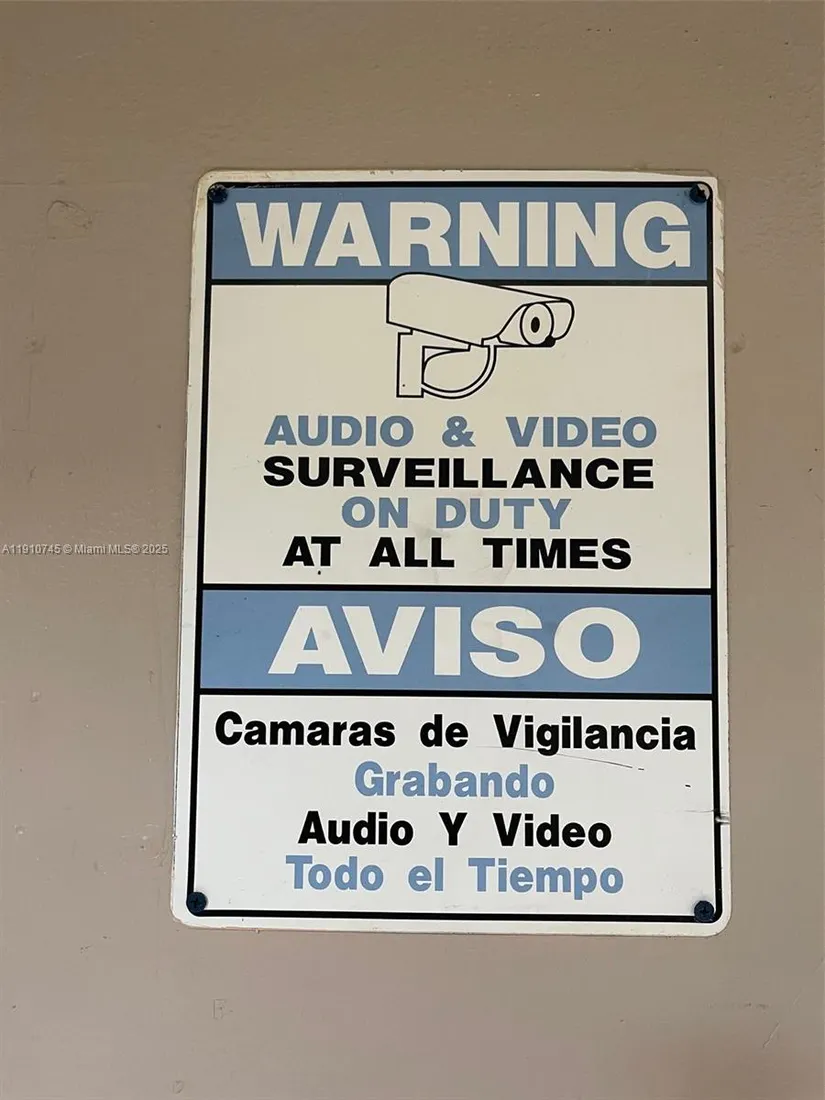 WARNING
AUDIO & VIDEO
SURVEILLANCE
ON DUTY
AT ALL TIMES
A11910745 © Miami MLS® 2025
AVISO
Camaras de Vigilancia
Grabando
Audio Y Video
Todo el Tiempo